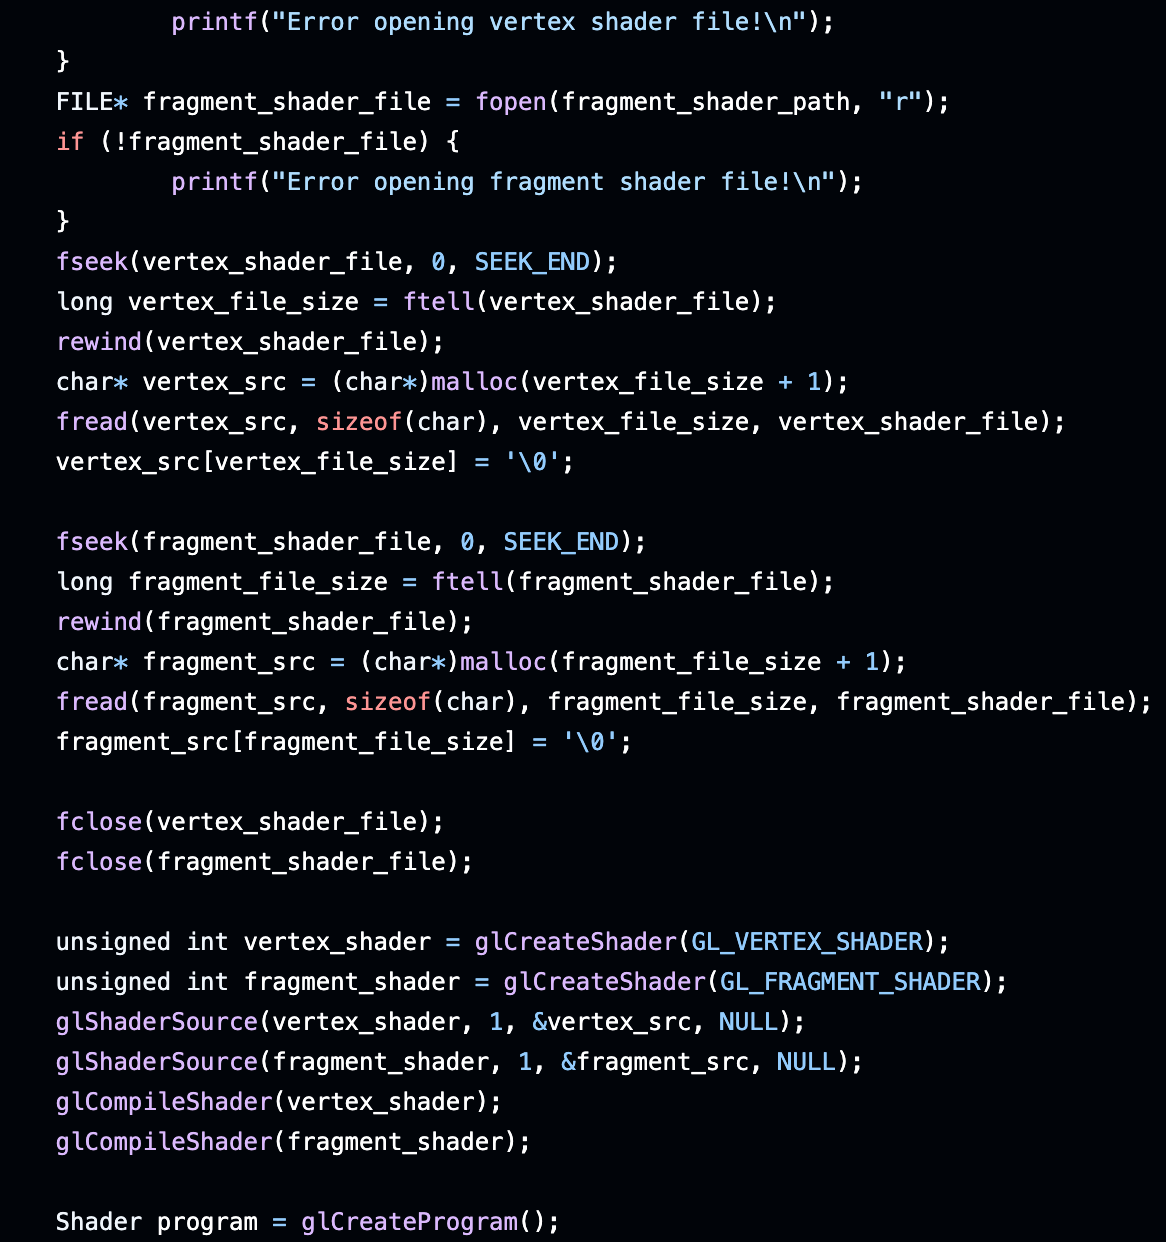 printf("Error opening vertex shader file!\n");
}
FILE* fragment_shader_file = fopen(fragment_shader_path, "r");
if (!fragment_shader_file) {
printf("Error opening fragment shader file!\n");
}
fseek(vertex_shader_file, 0, SEEK_END);
long vertex_file_size = ftell(vertex_shader_file);
rewind(vertex_shader_file);
char* vertex_src = (char*)malloc(vertex_file_size + 1);
fread(vertex_src, sizeof(char), vertex_file_size, vertex_shader_file);
vertex_src[vertex_file_size] = '\0';

fseek(fragment_shader_file, 0, SEEK_END);
long fragment_file_size = ftell(fragment_shader_file);
rewind(fragment_shader_file);
char* fragment_src = (char*)malloc(fragment_file_size + 1);
fread(fragment_src, sizeof(char), fragment_file_size, fragment_shader_file);
fragment_src[fragment_file_size] = '\0';

fclose(vertex_shader_file);
fclose(fragment_shader_file);

unsigned int vertex_shader = glCreateShader(GL_VERTEX_SHADER);
unsigned int fragment_shader = glCreateShader(GL_FRAGMENT_SHADER);
glShaderSource(vertex_shader, 1, &vertex_src, NULL);
glShaderSource(fragment_shader, 1, &fragment_src, NULL);
glCompileShader(vertex_shader);
glCompileShader(fragment_shader);

Shader program = glCreateProgram();